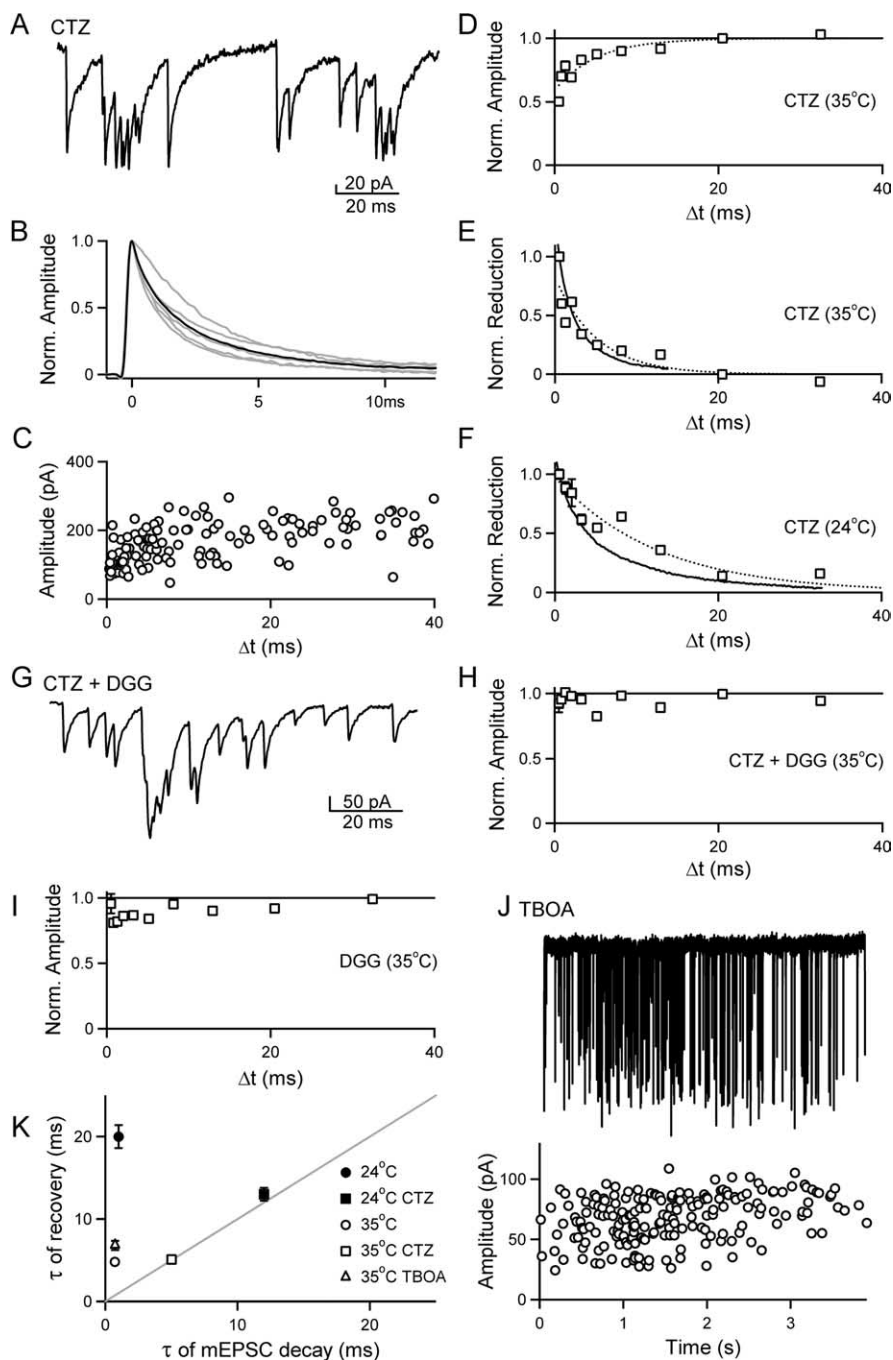 A
CTZ
20 pA
20 ms
B
Norm. Amplitude
1.0
0.5
0
0
5
10ms
C
Amplitude (pA)
400
200
0
0
20
40
Δt (ms)
D
Norm. Amplitude
1.0
0.5
0
CTZ (35°C)
0
20
40
Δt (ms)
E
Norm. Reduction
1.0
0.5
0
CTZ (35°C)
0
20
40
Δt (ms)
F
Norm. Reduction
1.0
0.5
0
CTZ (24°C)
0
20
40
Δt (ms)
G
CTZ + DGG
50 pA
20 ms
H
Norm. Amplitude
1.0
0.5
0
CTZ + DGG (35°C)
0
20
40
Δt (ms)
I
Norm. Amplitude
1.0
0.5
0
DGG (35°C)
0
20
40
Δt (ms)
J
TBOA
Amplitude (pA)
100
50
0
0
1
2
3
Time (s)
K
τ of recovery (ms)
20
10
0
24°C
24°C CTZ
35°C
35°C CTZ
35°C TBOA
0
10
20
τ of mEPSC decay (ms)